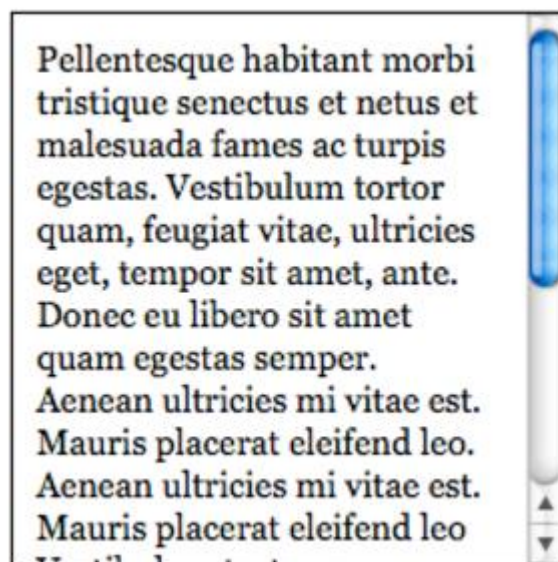 Pellentesque habitant morbi
tristique senectus et netus et
malesuada fames ac turpis
egestas. Vestibulum tortor
quam, feugiat vitae, ultricies
eget, tempor sit amet, ante.
Donec eu libero sit amet
quam egestas semper.
Aenean ultricies mi vitae est.
Mauris placerat eleifend leo.
Aenean ultricies mi vitae est.
Mauris placerat eleifend leo